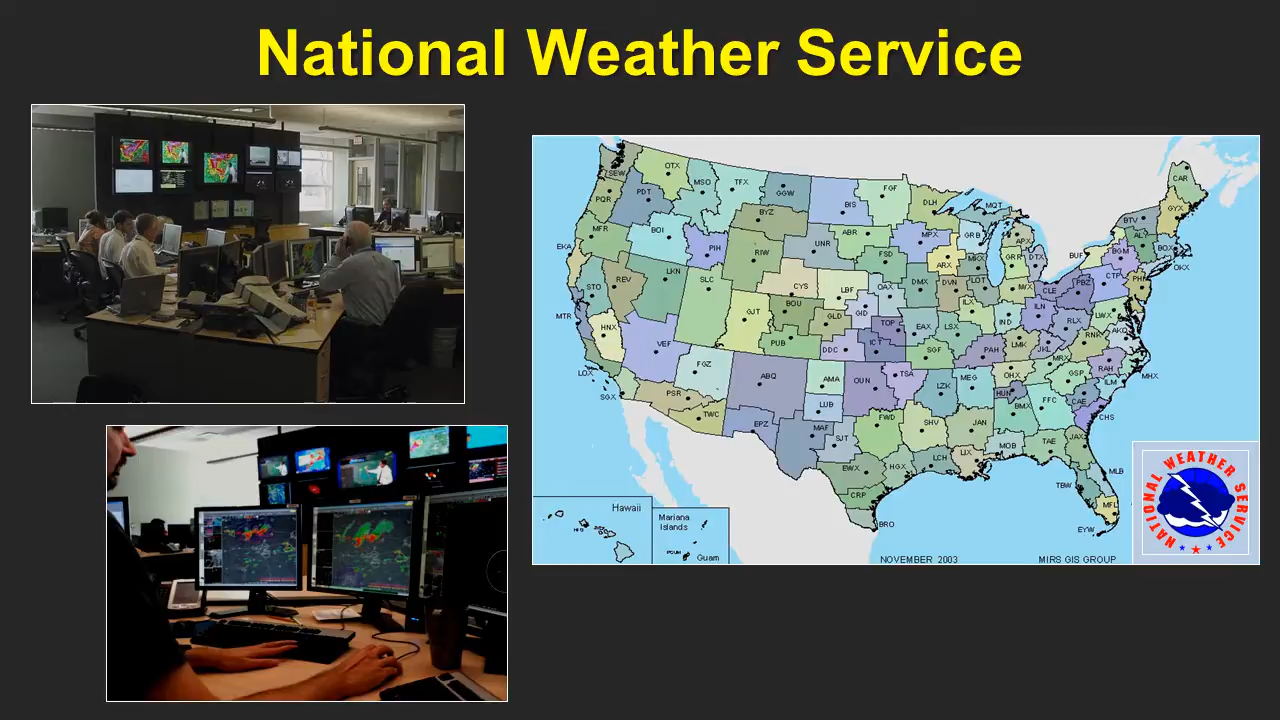 National Weather Service
SEW
OTX
MSO
TFX
GGW
BIS
FGF
DLH
MQT
CAR
GYX
PQR
PDT
BYZ
BTV
ALY
MFR
BOI
PIH
RIW
UNR
ABR
MPX
GRB
APX
BUF
BGM
BOX
OKX
EKA
FSD
ARX
MKX
GRR
DTX
CTP
PHI
STO
REV
LKN
SLC
CYS
LBF
OAX
DMX
DVN
LOT
IWX
CLE
PBZ
MTR
HNX
VEF
GJT
BOU
GLD
GID
TOP
EAX
LSX
ILX
IND
ILN
RLX
LWX
AKQ
PUB
DDC
ICT
SGF
PAH
LMK
JKL
MRX
RNK
LOX
SGX
FGZ
ABQ
AMA
OUN
TSA
LZK
MEG
OHX
HUN
GSP
RAH
ILM
MHX
PSR
TWC
LUB
BMX
FFC
CAE
CHS
EPZ
MAF
SJT
FWD
SHV
JAN
MOB
TAE
JAX
EWX
HGX
LCH
LIX
MLB
TBW
CRP
MFL
BRO
EYW
Hawaii
HFO
Mariana
Islands
Guam
NOVEMBER 2003
MIRS GIS GROUP
NATIONAL WEATHER SERVICE